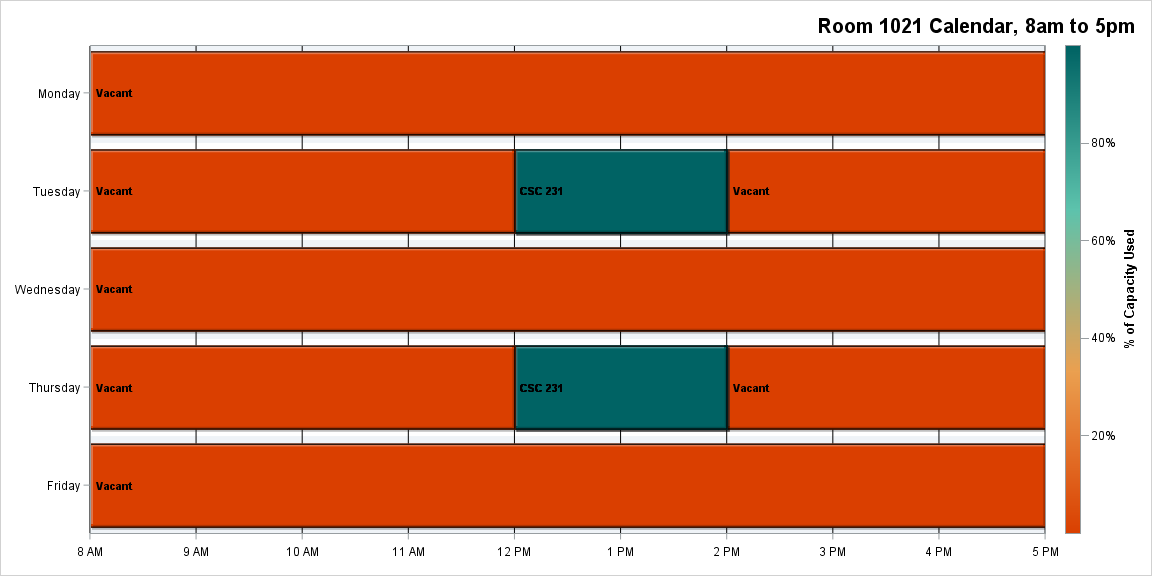 Room 1021 Calendar, 8am to 5pm
Monday
Vacant
Tuesday
Vacant
CSC 231
Vacant
Wednesday
Vacant
Thursday
Vacant
CSC 231
Vacant
Friday
Vacant
8 AM
9 AM
10 AM
11 AM
12 PM
1 PM
2 PM
3 PM
4 PM
5 PM
80%
60%
40%
20%
% of Capacity Used